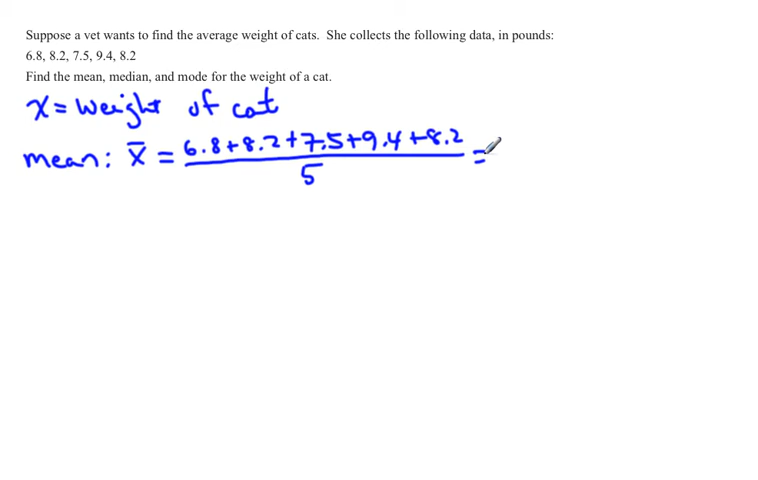 Suppose a vet wants to find the average weight of cats. She collects the following data, in pounds:
6.8, 8.2, 7.5, 9.4, 8.2
Find the mean, median, and mode for the weight of a cat.
x = weight of cat
mean: x̄ = 6.8+8.2+7.5+9.4+8.2 =
5